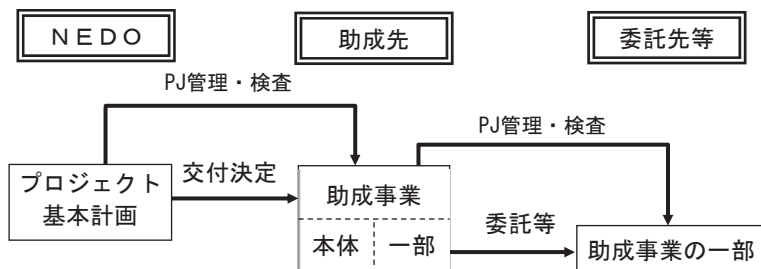 ＮＥＤＯ
助成先
委託先等
PJ管理・検査
PJ管理・検査
プロジェクト
基本計画
交付決定
助成事業
本体
一部
委託等
助成事業の一部